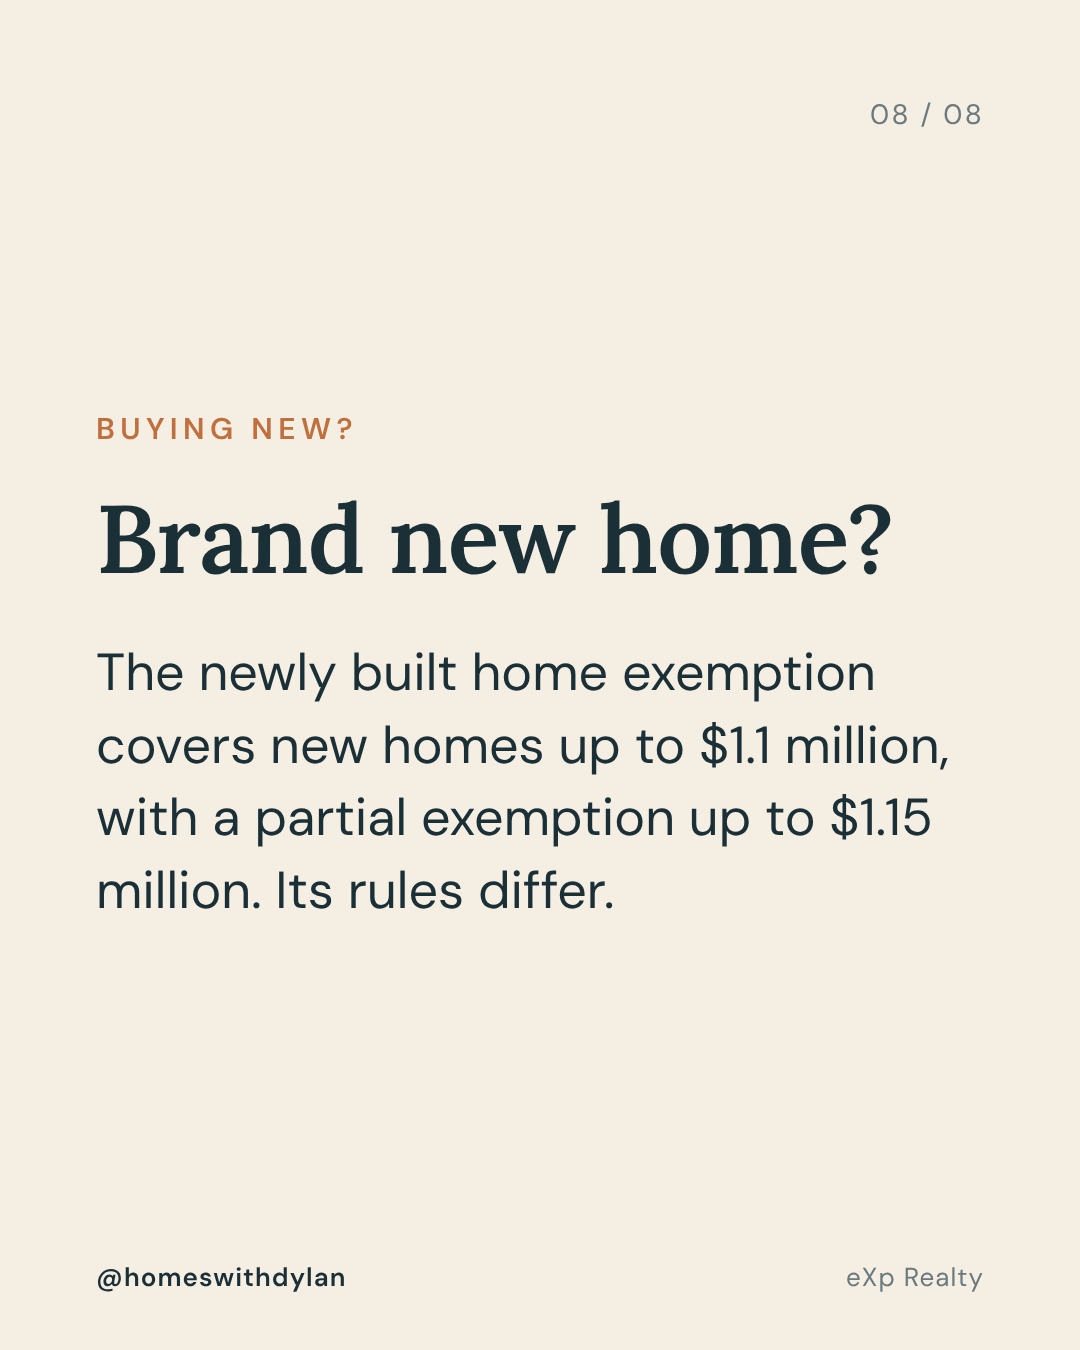 08 / 08
BUYING NEW?
Brand new home?
The newly built home exemption
covers new homes up to $1.1 million,
with a partial exemption up to $1.15
million. Its rules differ.
@homeswithdylan
eXp Realty